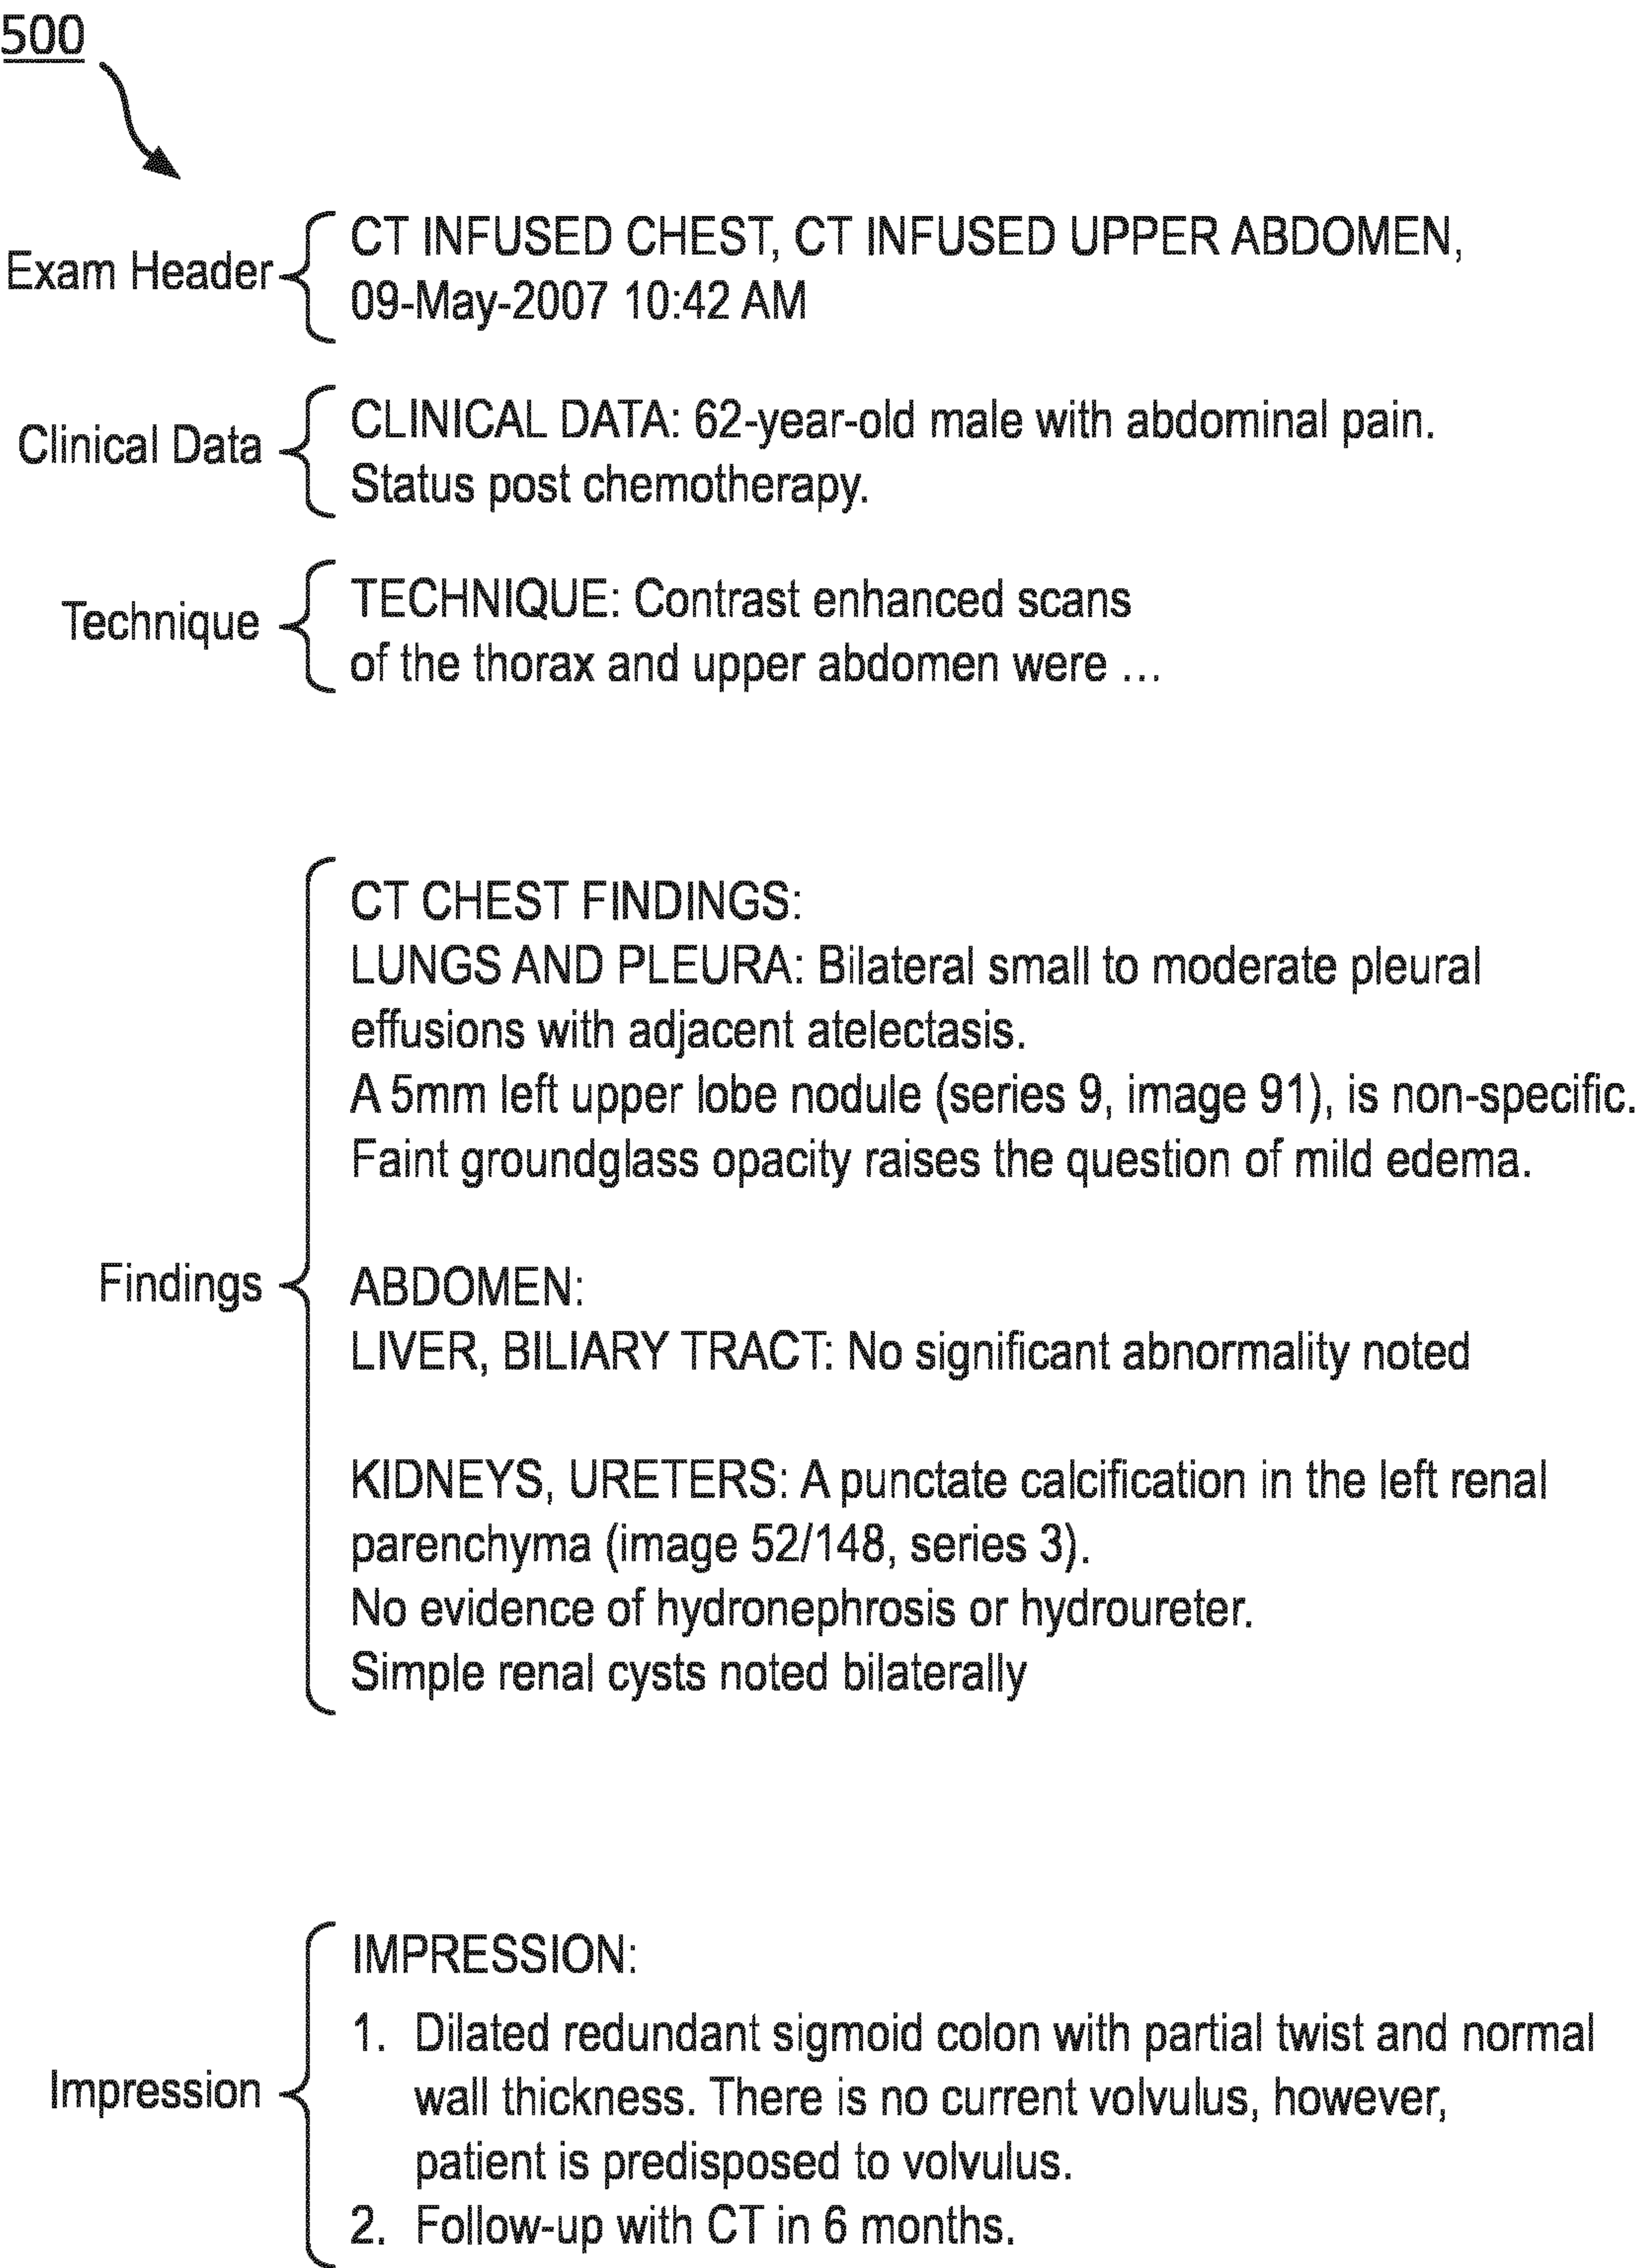 500
Exam Header
CT INFUSED CHEST, CT INFUSED UPPER ABDOMEN,
09-May-2007 10:42 AM
Clinical Data
CLINICAL DATA: 62-year-old male with abdominal pain.
Status post chemotherapy.
Technique
TECHNIQUE: Contrast enhanced scans
of the thorax and upper abdomen were ...
Findings
CT CHEST FINDINGS:
LUNGS AND PLEURA: Bilateral small to moderate pleural
effusions with adjacent atelectasis.
A 5mm left upper lobe nodule (series 9, image 91), is non-specific.
Faint groundglass opacity raises the question of mild edema.
ABDOMEN:
LIVER, BILIARY TRACT: No significant abnormality noted
KIDNEYS, URETERS: A punctate calcification in the left renal
parenchyma (image 52/148, series 3).
No evidence of hydronephrosis or hydroureter.
Simple renal cysts noted bilaterally
Impression
IMPRESSION:
1. Dilated redundant sigmoid colon with partial twist and normal
wall thickness. There is no current volvulus, however,
patient is predisposed to volvulus.
2. Follow-up with CT in 6 months.